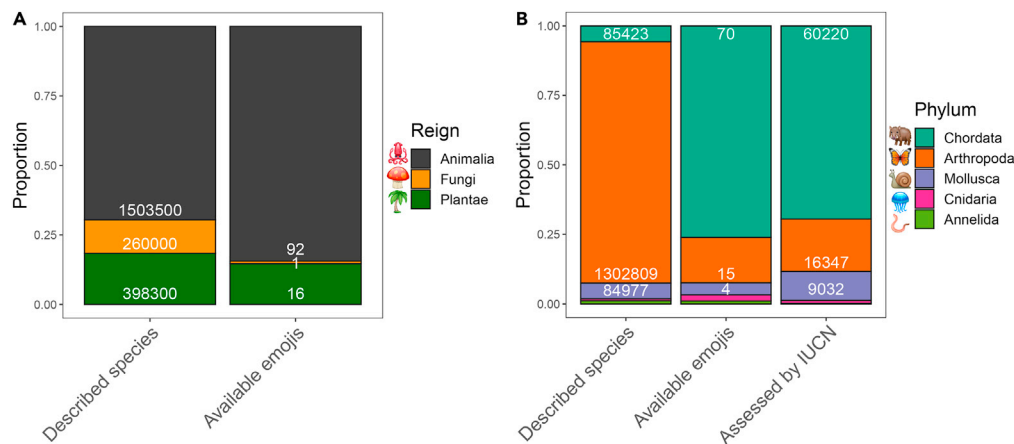 A
Proportion
1.00
0.75
0.50
0.25
0.00
1503500
260000
398300
92
1
16
Described species
Available emojis
Reign
Animalia
Fungi
Plantae
B
Proportion
1.00
0.75
0.50
0.25
0.00
85423
1302809
84977
70
15
4
60220
16347
9032
Described species
Available emojis
Assessed by IUCN
Phylum
Chordata
Arthropoda
Mollusca
Cnidaria
Annelida